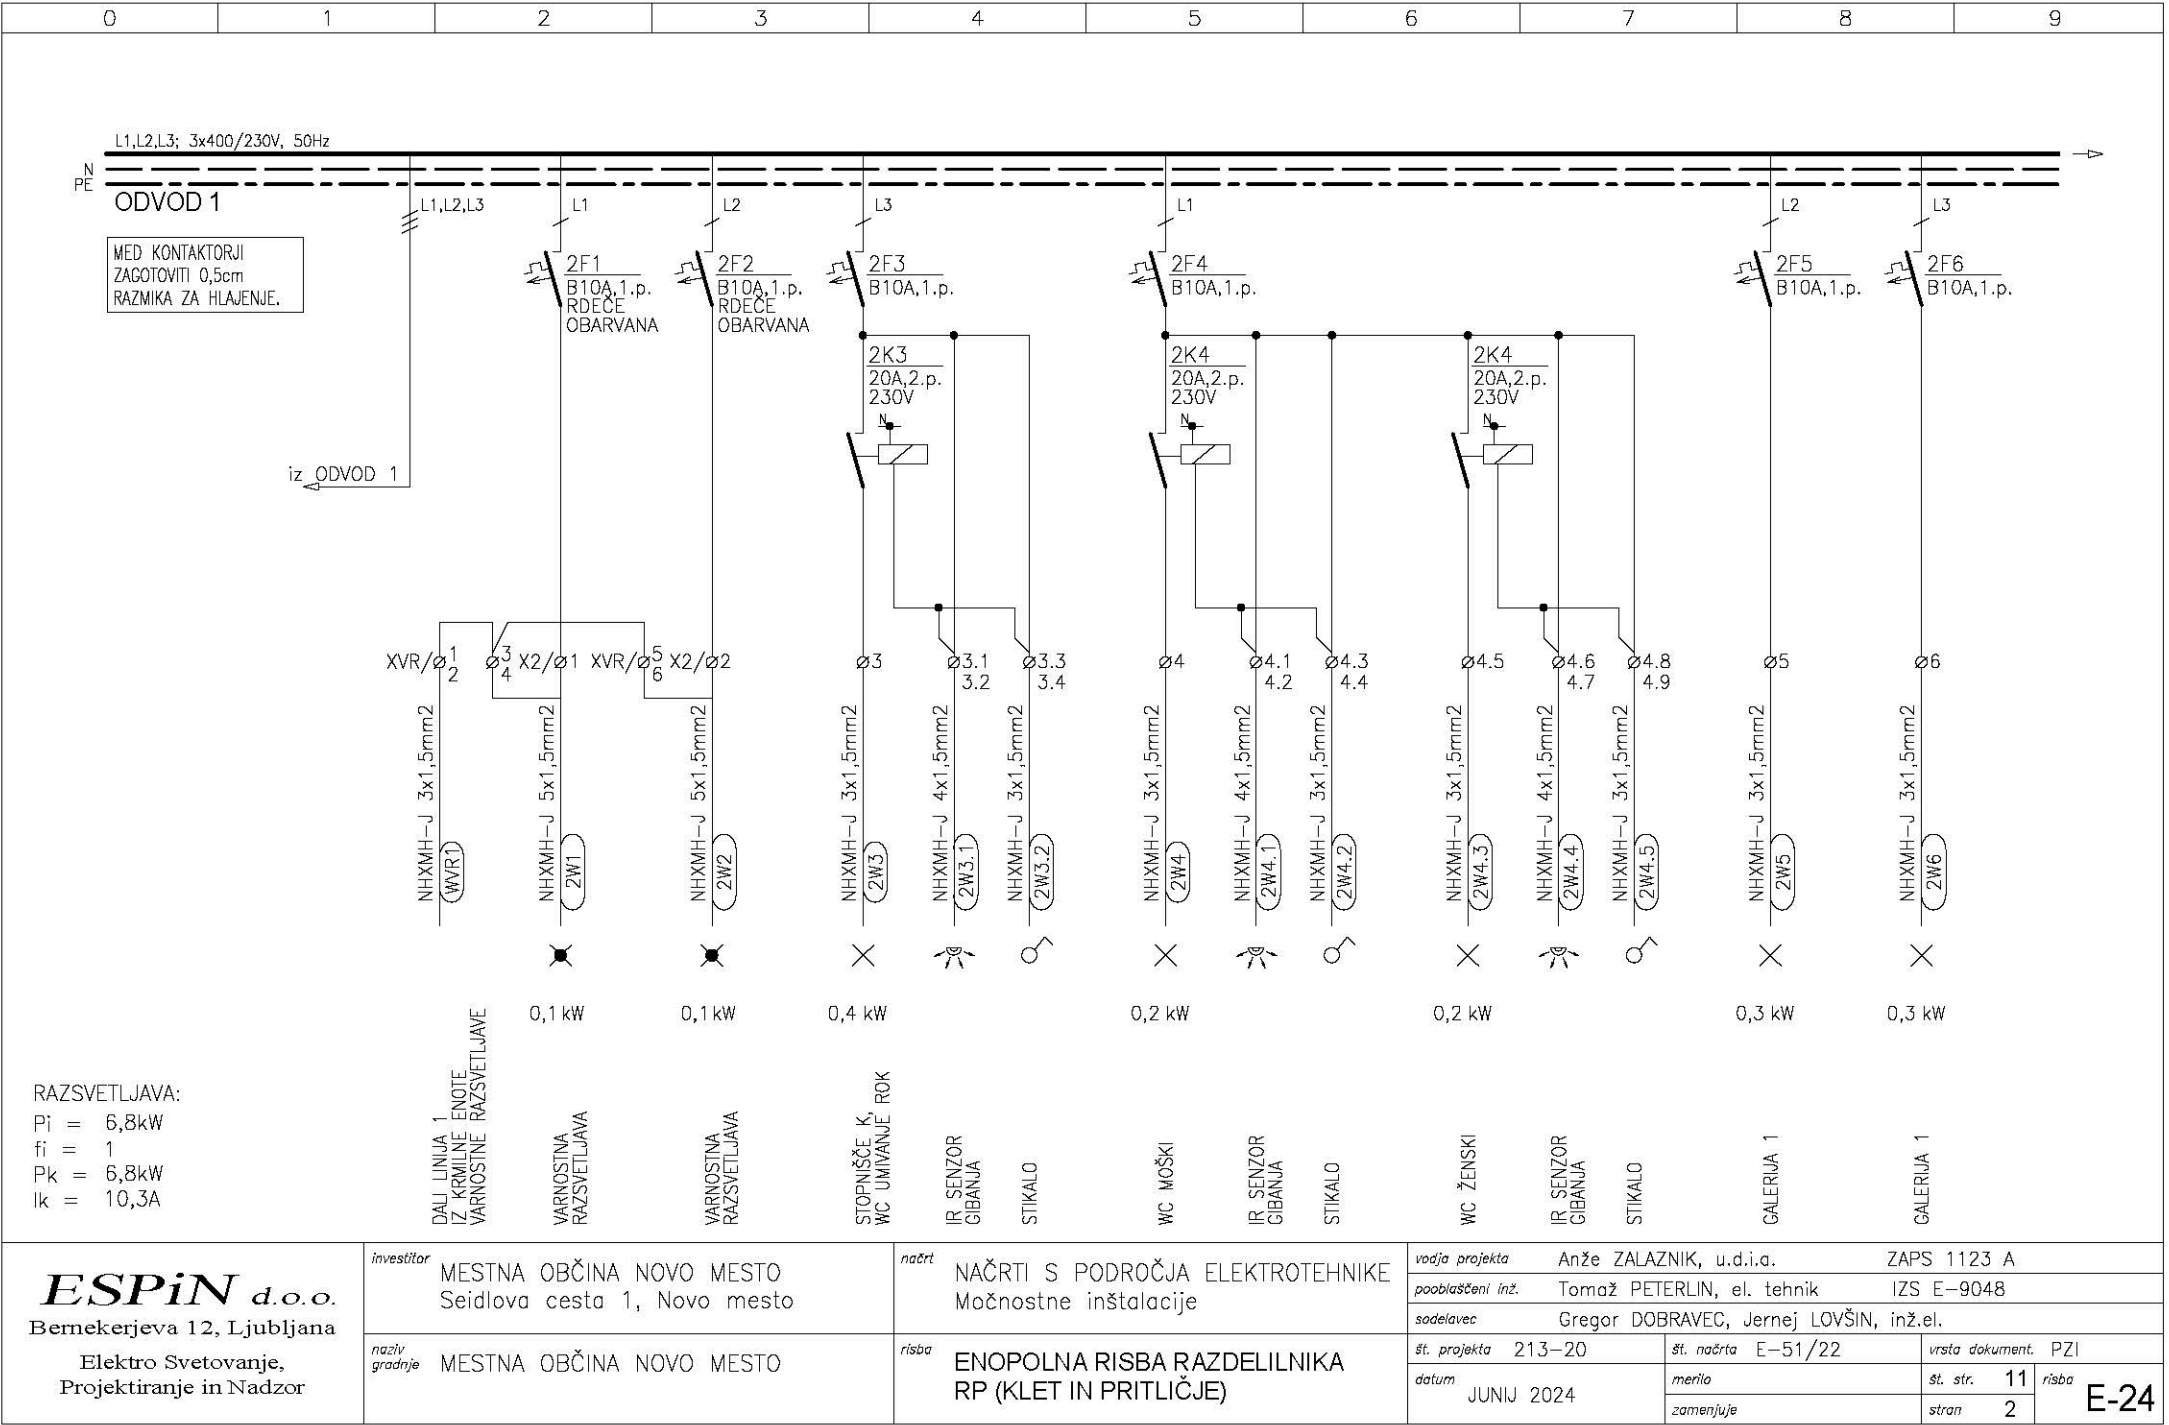 0 1 2 3 4 5 6 7 8 9
L1,L2,L3; 3x400/230V, 50Hz
N
PE
ODVOD 1
L1,L2,L3
L1
L2
L3
L1
L2
L3
MED KONTAKTORJI
ZAGOTOVITI 0,5cm
RAZMIKA ZA HLAJENJE.
2F1
B10A,1.p.
RDEČE
OBARVANA
2F2
B10A,1.p.
RDEČE
OBARVANA
2F3
B10A,1.p.
2F4
B10A,1.p.
2F5
B10A,1.p.
2F6
B10A,1.p.
2K3
20A,2.p.
230V
N
2K4
20A,2.p.
230V
N
2K4
20A,2.p.
230V
N
iz ODVOD 1
XVR/ 1
2
3
4
X2/ 1
XVR/ 5
6
X2/ 2
3
3.1
3.2
3.3
3.4
4
4.1
4.2
4.3
4.4
4.5
4.6
4.7
4.8
4.9
5
6
NHXMH-J 3x1,5mm2
WVR1
NHXMH-J 5x1,5mm2
2W1
NHXMH-J 5x1,5mm2
2W2
NHXMH-J 3x1,5mm2
2W3
NHXMH-J 4x1,5mm2
2W3.1
NHXMH-J 3x1,5mm2
2W3.2
NHXMH-J 3x1,5mm2
2W4
NHXMH-J 4x1,5mm2
2W4.1
NHXMH-J 3x1,5mm2
2W4.2
NHXMH-J 3x1,5mm2
2W4.3
NHXMH-J 4x1,5mm2
2W4.4
NHXMH-J 3x1,5mm2
2W4.5
NHXMH-J 3x1,5mm2
2W5
NHXMH-J 3x1,5mm2
2W6
0,1 kW
0,1 kW
0,4 kW
0,2 kW
0,2 kW
0,3 kW
0,3 kW
DALI LINIJA 1
IZ KRMILNE ENOTE
VARNOSTNE RAZSVETLJAVE
VARNOSTNA
RAZSVETLJAVA
VARNOSTNA
RAZSVETLJAVA
STOPNIŠČE K,
WC UMIVANJE ROK
IR SENZOR
GIBANJA
STIKALO
WC MOŠKI
IR SENZOR
GIBANJA
STIKALO
WC ŽENSKI
IR SENZOR
GIBANJA
STIKALO
GALERIJA 1
GALERIJA 1
RAZSVETLJAVA:
Pi = 6,8kW
fi = 1
Pk = 6,8kW
Ik = 10,3A
ESPiN d.o.o.
Bernekerjeva 12, Ljubljana
Elektro Svetovanje,
Projektiranje in Nadzor
investitor
MESTNA OBČINA NOVO MESTO
Seidlova cesta 1, Novo mesto
naziv
gradnje
MESTNA OBČINA NOVO MESTO
načrt
NAČRTI S PODROČJA ELEKTROTEHNIKE
Močnostne inštalacije
risba
ENOPOLNA RISBA RAZDELILNIKA
RP (KLET IN PRITLIČJE)
vodja projekta Anže ZALAZNIK, u.d.i.a. ZAPS 1123 A
pooblaščeni inž. Tomaž PETERLIN, el. tehnik IZS E-9048
sodelavec Gregor DOBRAVEC, Jernej LOVŠIN, inž.el.
št. projekta 213-20 št. načrta E-51/22 vrsta dokument. PZI
datum JUNIJ 2024
merilo
zamenjuje
št. str. 11
stran 2
risba E-24